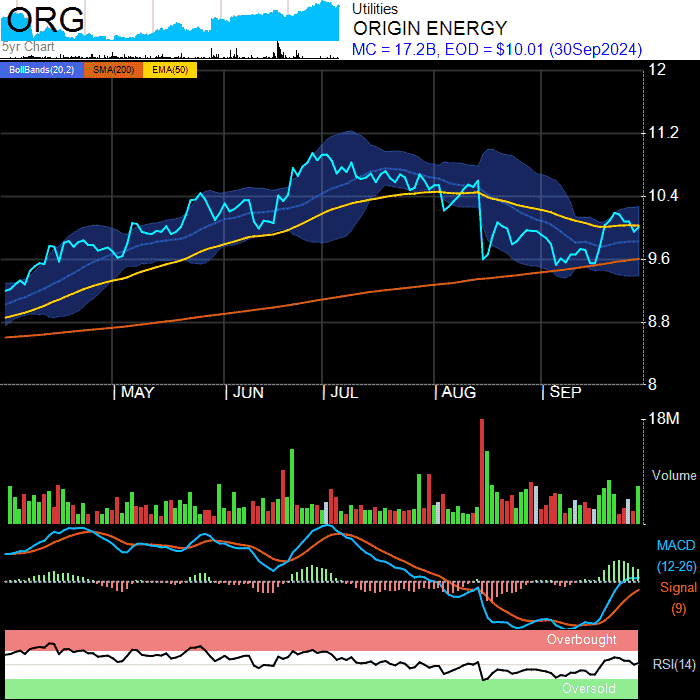 ORG
5yr Chart
Utilities
ORIGIN ENERGY
MC = 17.2B, EOD = $10.01 (30Sep2024)
BollBands(20,2) SMA(200) EMA(50)
12
11.2
10.4
9.6
8.8
8
| MAY | JUN | JUL | AUG | SEP
18M
Volume
MACD
(12-26)
Signal
(9)
Overbought
RSI(14)
Oversold